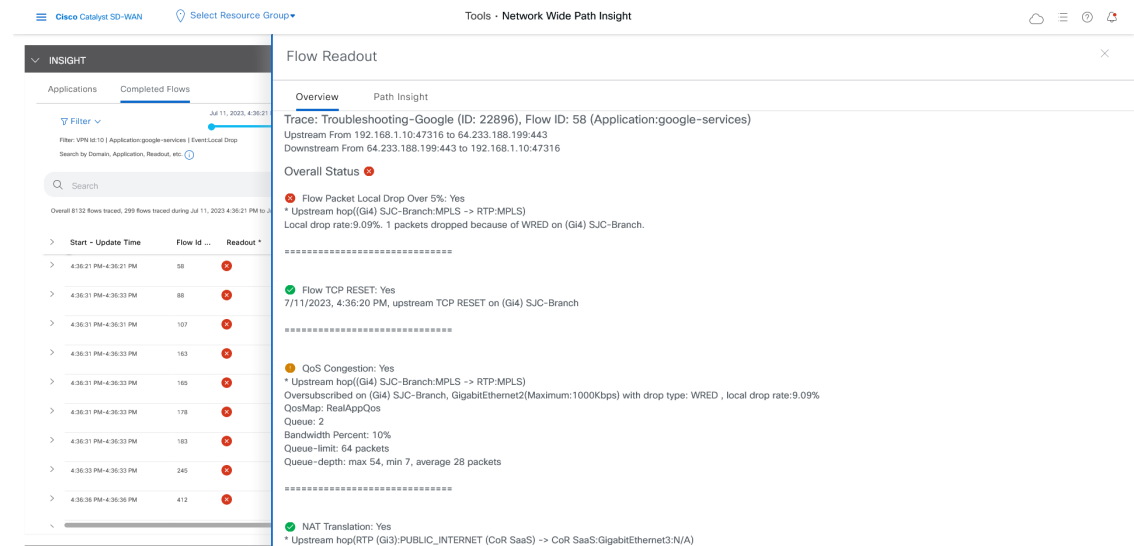 Cisco Catalyst SD-WAN
Select Resource Group▾
Tools · Network Wide Path Insight
INSIGHT
Applications
Completed Flows
Filter
Jul 11, 2023, 4:36:21
Filter: VPN Id:10 | Application:google-services | Event:Local Drop
Search by Domain, Application, Readout, etc.
Search
Overall 8132 flows traced, 299 flows traced during Jul 11, 2023 4:36:21 PM to
Start - Update Time Flow Id ... Readout *
4:36:21 PM-4:36:21 PM 58
4:36:31 PM-4:36:33 PM 88
4:36:31 PM-4:36:31 PM 107
4:36:31 PM-4:36:33 PM 163
4:36:31 PM-4:36:33 PM 165
4:36:31 PM-4:36:33 PM 178
4:36:31 PM-4:36:33 PM 183
4:36:33 PM-4:36:33 PM 245
4:36:36 PM-4:36:36 PM 412
Flow Readout
Overview
Path Insight
Trace: Troubleshooting-Google (ID: 22896), Flow ID: 58 (Application:google-services)
Upstream From 192.168.1.10:47316 to 64.233.188.199:443
Downstream From 64.233.188.199:443 to 192.168.1.10:47316
Overall Status
Flow Packet Local Drop Over 5%: Yes
* Upstream hop((Gi4) SJC-Branch:MPLS -> RTP:MPLS)
Local drop rate:9.09%. 1 packets dropped because of WRED on (Gi4) SJC-Branch.
==============================
Flow TCP RESET: Yes
7/11/2023, 4:36:20 PM, upstream TCP RESET on (Gi4) SJC-Branch
==============================
QoS Congestion: Yes
* Upstream hop((Gi4) SJC-Branch:MPLS -> RTP:MPLS)
Oversubscribed on (Gi4) SJC-Branch, GigabitEthernet2(Maximum:1000Kbps) with drop type: WRED , local drop rate:9.09%
QosMap: RealAppQos
Queue: 2
Bandwidth Percent: 10%
Queue-limit: 64 packets
Queue-depth: max 54, min 7, average 28 packets
==============================
NAT Translation: Yes
* Upstream hop(RTP (Gi3):PUBLIC_INTERNET (CoR SaaS) -> CoR SaaS:GigabitEthernet3:N/A)